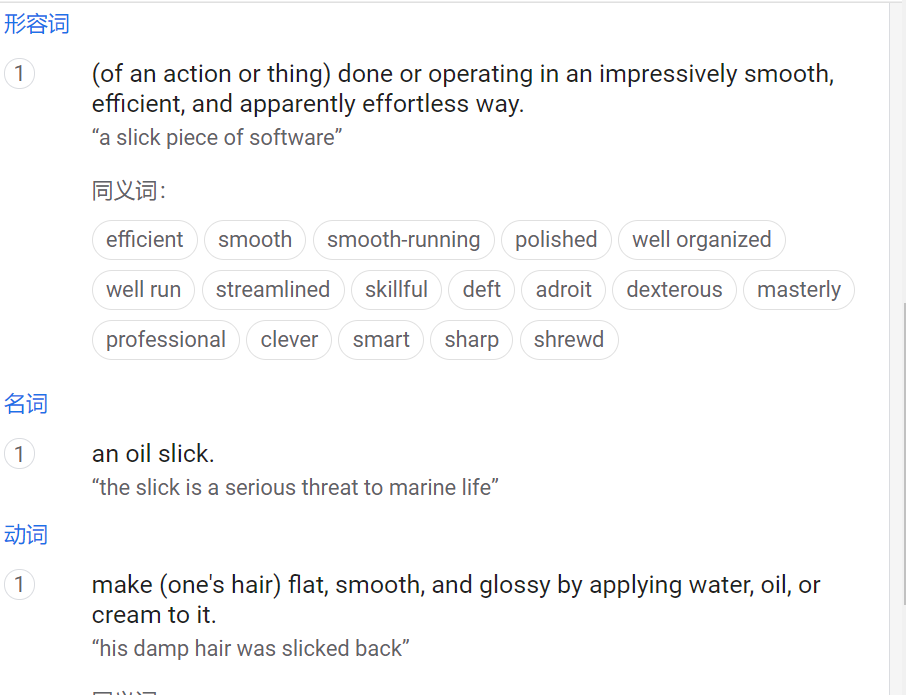 形容词
1
(of an action or thing) done or operating in an impressively smooth,
efficient, and apparently effortless way.
“a slick piece of software”
同义词:
efficient smooth smooth-running polished well organized
well run streamlined skillful deft adroit dexterous masterly
professional clever smart sharp shrewd
名词
1
an oil slick.
“the slick is a serious threat to marine life”
动词
1
make (one's hair) flat, smooth, and glossy by applying water, oil, or
cream to it.
“his damp hair was slicked back”